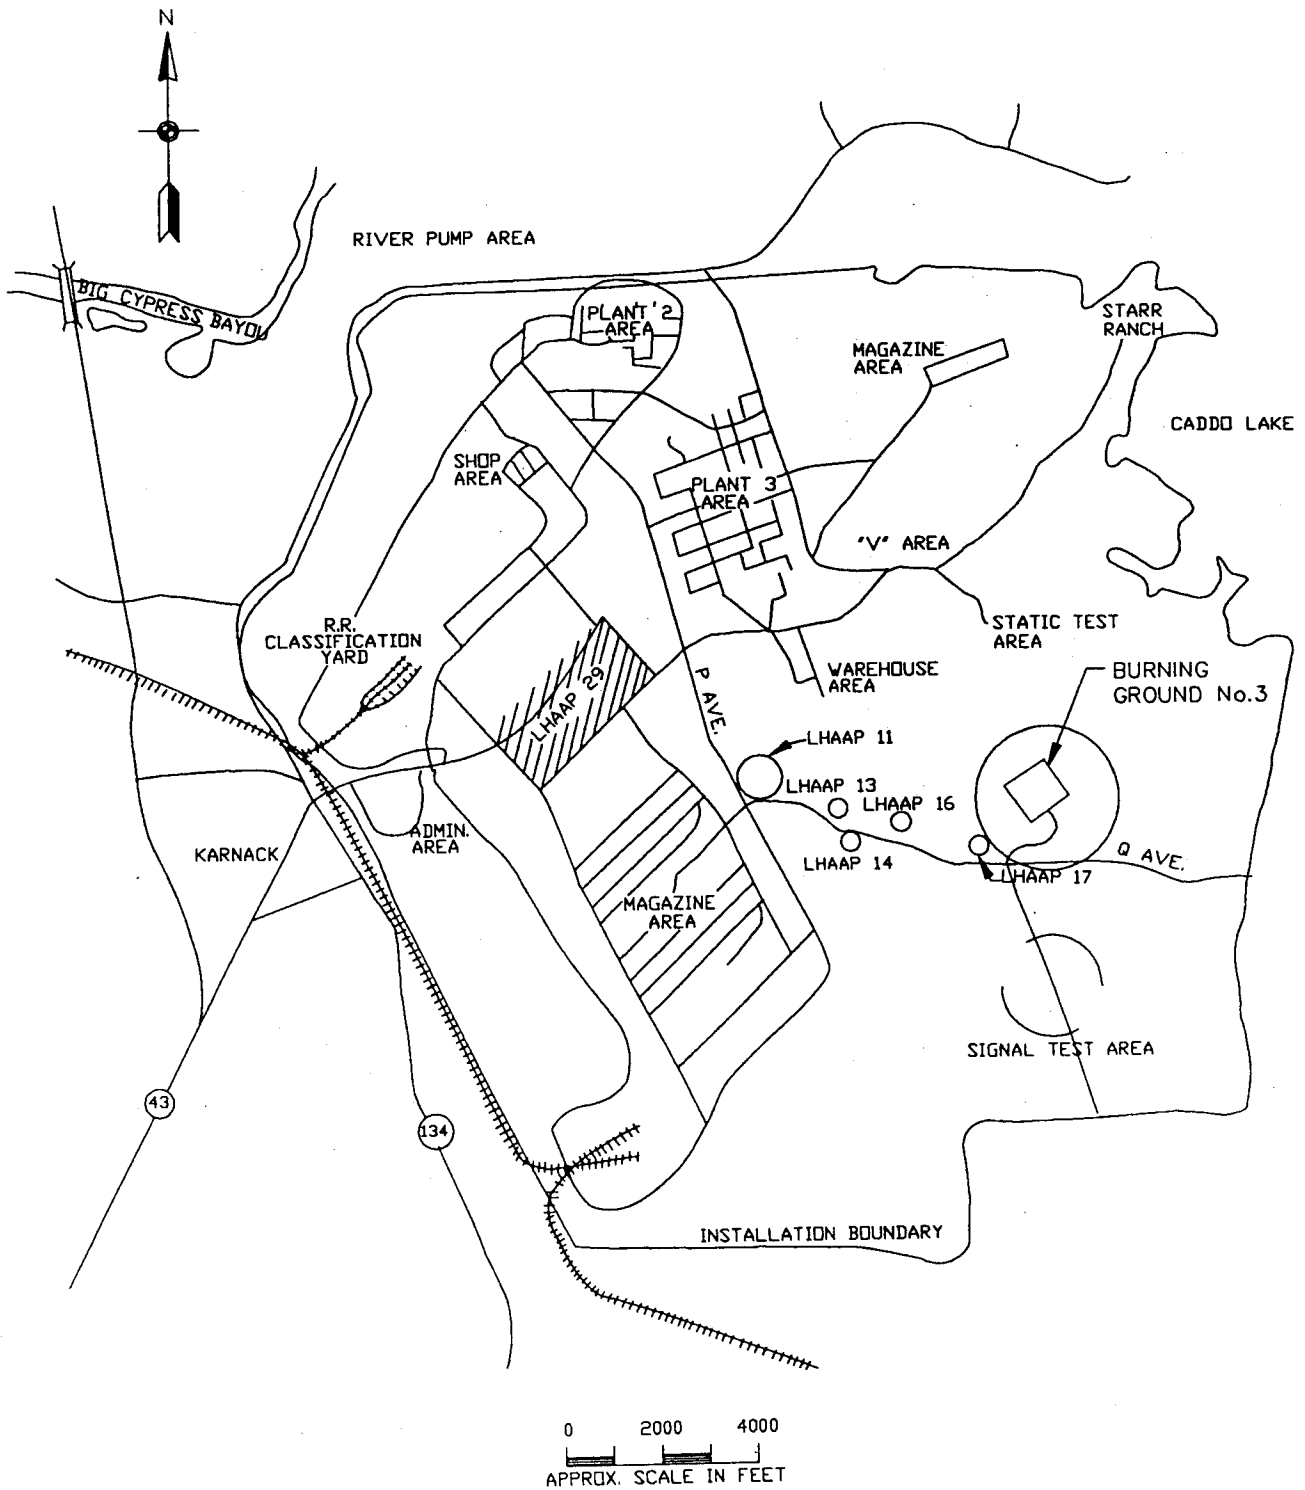 N
RIVER PUMP AREA
BIG CYPRESS BAYOU
PLANT 2
AREA
STARR
RANCH
MAGAZINE
AREA
CADDO LAKE
SHOP
AREA
PLANT 3
AREA
"V" AREA
R.R.
CLASSIFICATION
YARD
STATIC TEST
AREA
WAREHOUSE
AREA
BURNING
GROUND No.3
LHAAP 29
P AVE.
LHAAP 11
LHAAP 13
LHAAP 16
LHAAP 14
LHAAP 17
Q AVE.
ADMIN.
AREA
KARNACK
MAGAZINE
AREA
SIGNAL TEST AREA
43
134
INSTALLATION BOUNDARY
0 2000 4000
APPROX. SCALE IN FEET